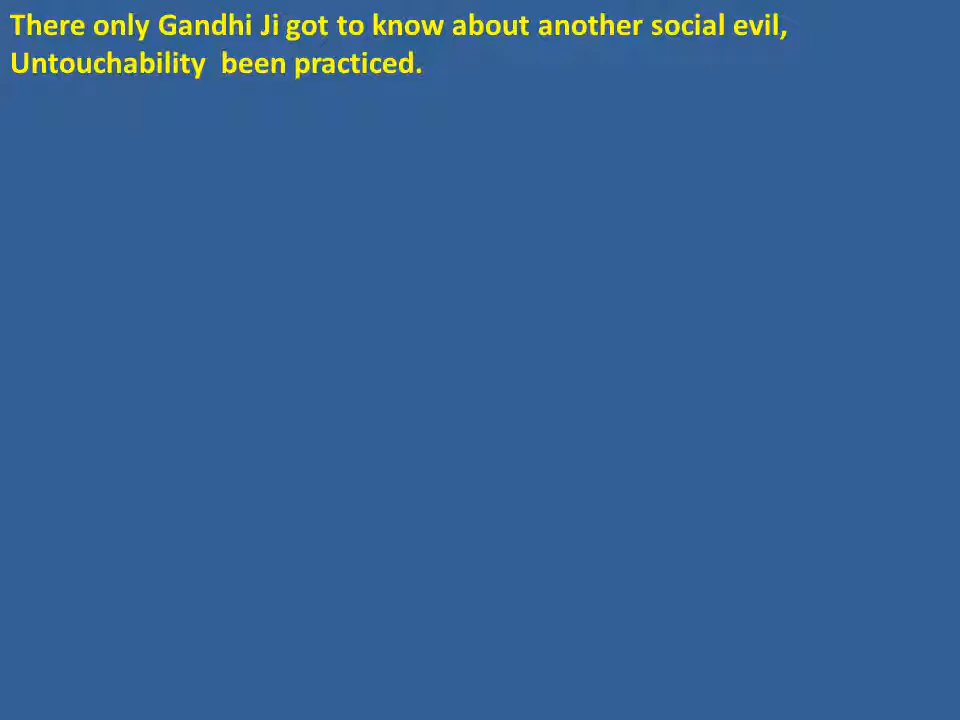 There only Gandhi Ji got to know about another social evil,
Untouchability  been practiced.